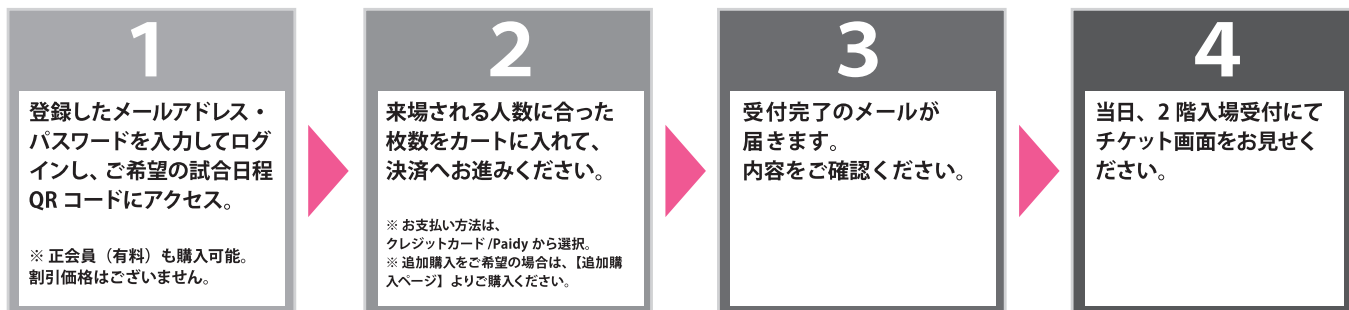 1
登録したメールアドレス・
パスワードを入力してログ
インし、ご希望の試合日程
QR コードにアクセス。
※ 正会員（有料）も購入可能。
割引価格はございません。
2
来場される人数に合った
枚数をカートに入れて、
決済へお進みください。
※ お支払い方法は、
クレジットカード /Paidy から選択。
※ 追加購入をご希望の場合は、【追加購
入ページ】よりご購入ください。
3
受付完了のメールが
届きます。
内容をご確認ください。
4
当日、2 階入場受付にて
チケット画面をお見せく
ださい。